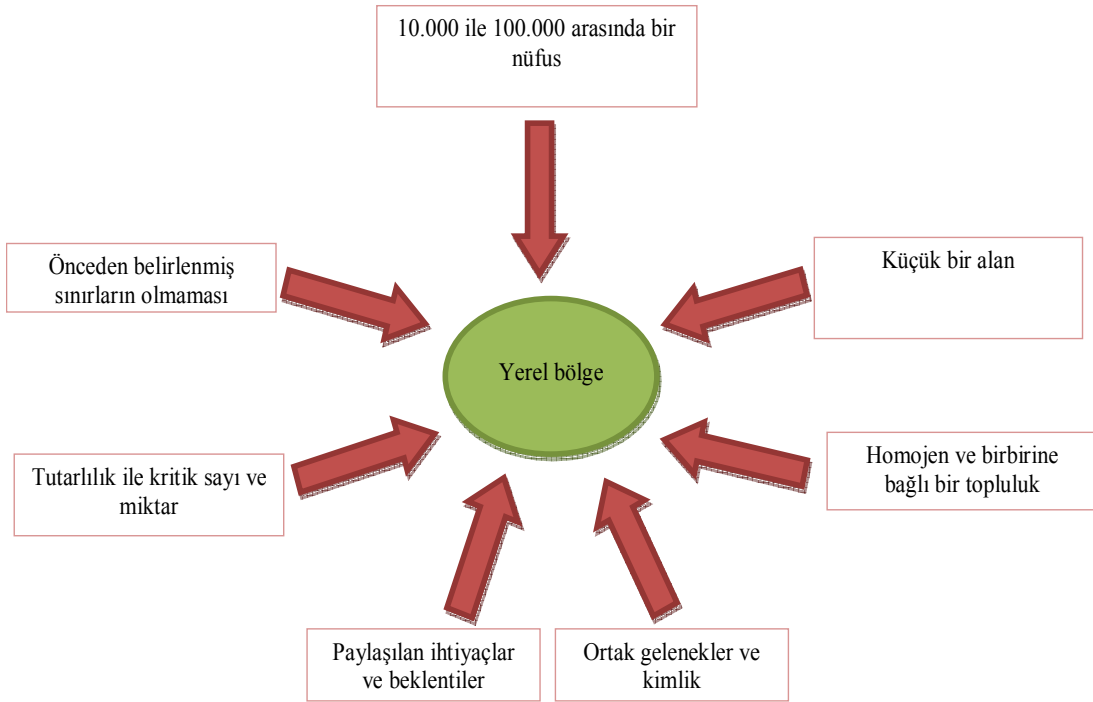 10.000 ile 100.000 arasında bir
nüfus
Önceden belirlenmiş
sınırların olmaması
Küçük bir alan
Yerel bölge
Tutarlılık ile kritik sayı ve
miktar
Homojen ve birbirine
bağlı bir topluluk
Paylaşılan ihtiyaçlar
ve beklentiler
Ortak gelenekler ve
kimlik